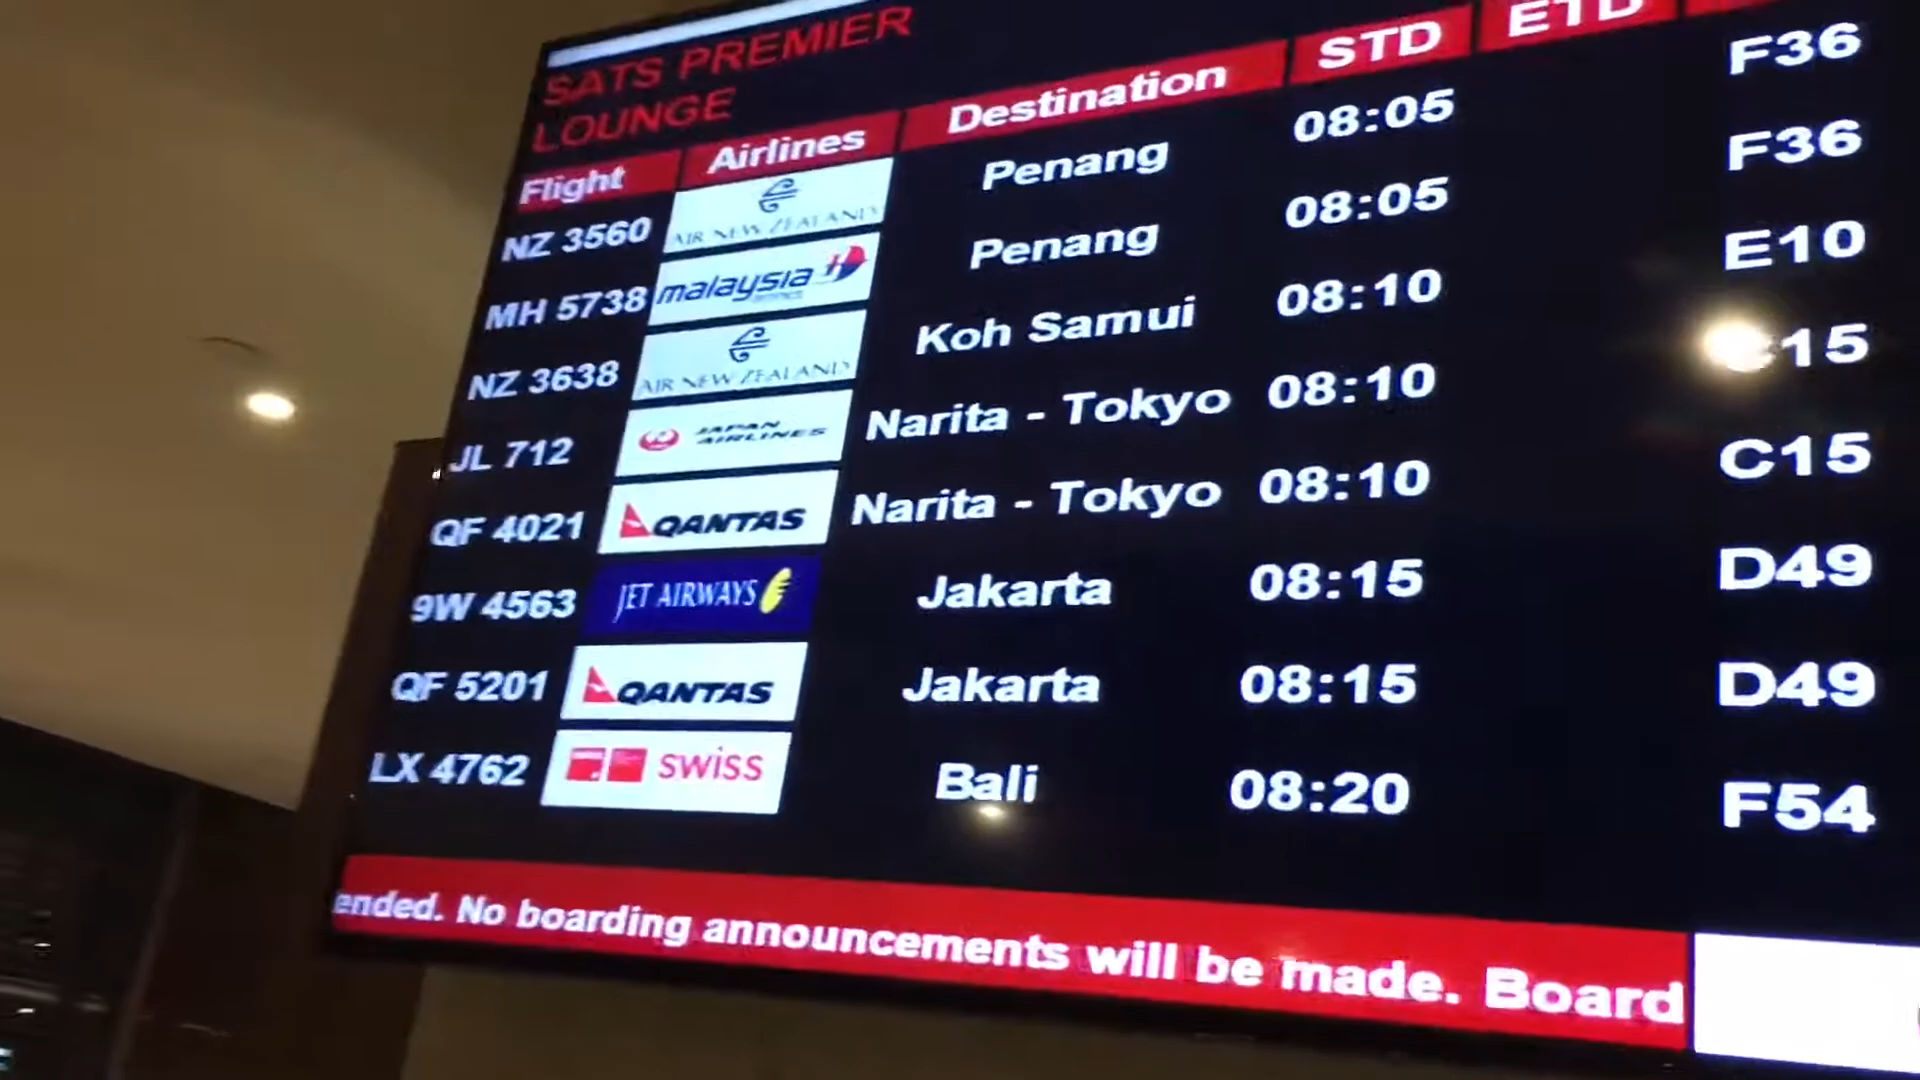 SATS PREMIER
LOUNGE
Flight Airlines Destination STD ETD
NZ 3560 AIR NEW ZEALAND Penang 08:05 F36
MH 5738 malaysia airlines Penang 08:05 F36
NZ 3638 AIR NEW ZEALAND Koh Samui 08:10 E10
JL 712 JAPAN AIRLINES Narita - Tokyo 08:10 15
QF 4021 QANTAS Narita - Tokyo 08:10 C15
9W 4563 JET AIRWAYS Jakarta 08:15 D49
QF 5201 QANTAS Jakarta 08:15 D49
LX 4762 swiss Bali 08:20 F54
ended. No boarding announcements will be made. Board